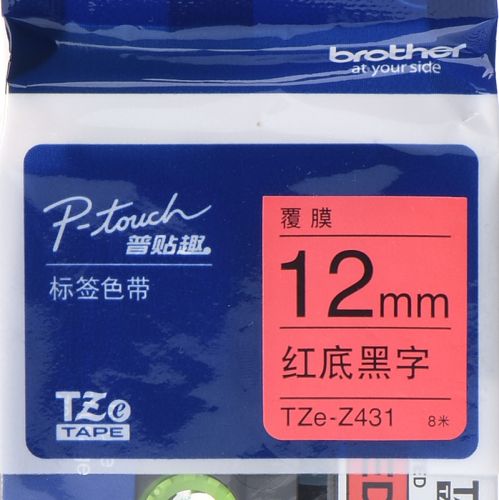 brother
at your side
P-touch
普贴趣
标签色带
TZe
TAPE
覆膜
12mm
红底黑字
TZe-Z431
8米